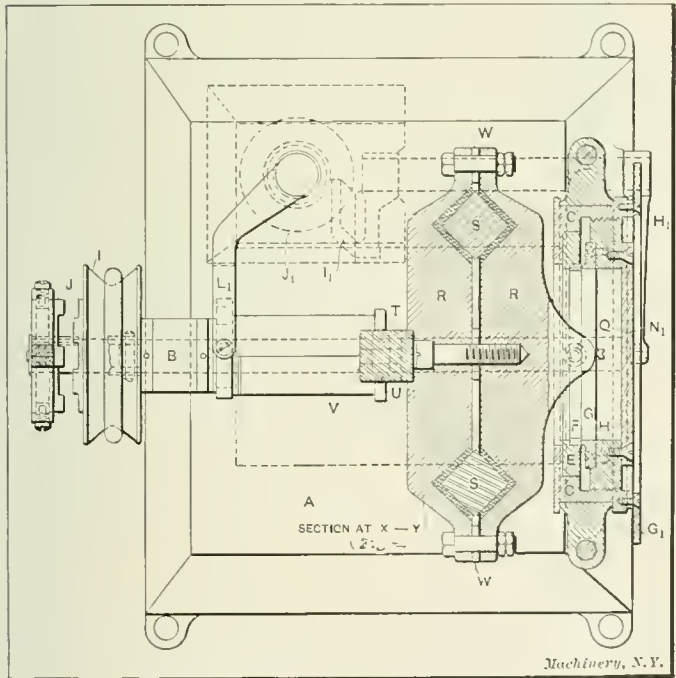 W
C
H₁
S
J₁
I₁
J
I
L₁
T
R
R
Q
N₁
B
U
G
F
H
V
E
S
C
A
SECTION AT X — Y
G₁
W
Machinery, N.Y.